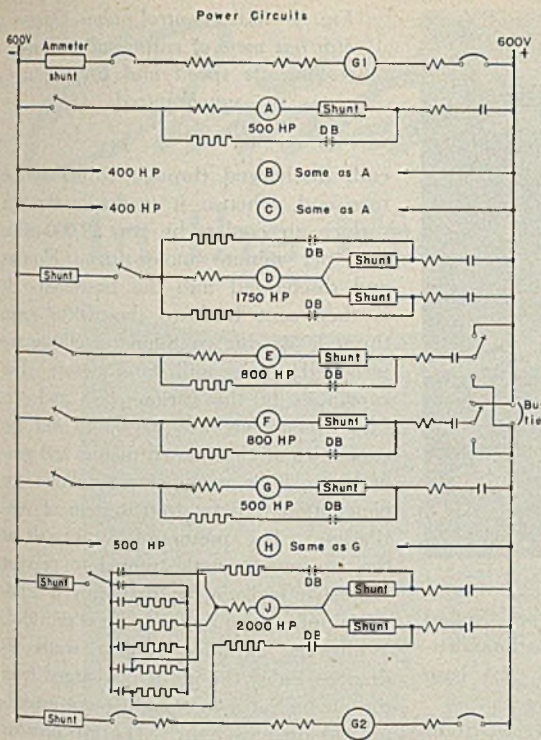 Power Circuits
600V 600V
− +
Ammeter
shunt G1
A Shunt
500 HP DB
400 HP B Same as A
400 HP C Same as A
DB
Shunt D Shunt
1750 HP Shunt
DB
E Shunt
800 HP DB
F Shunt Bus
800 HP DB tie
G Shunt
500 HP DB
500 HP H Same as G
DB
Shunt J Shunt
2000 HP Shunt
DB
Shunt G2